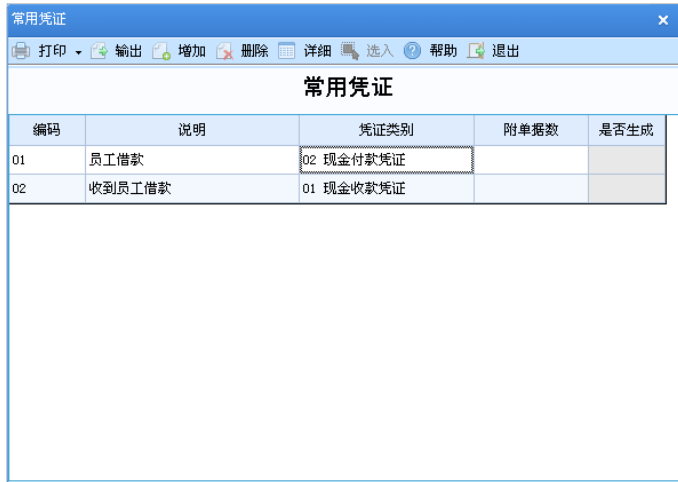 常用凭证
打印 输出 增加 删除 详细 选入 帮助 退出
常用凭证
编码 说明 凭证类别 附单据数 是否生成
01 员工借款 02 现金付款凭证
02 收到员工借款 01 现金收款凭证